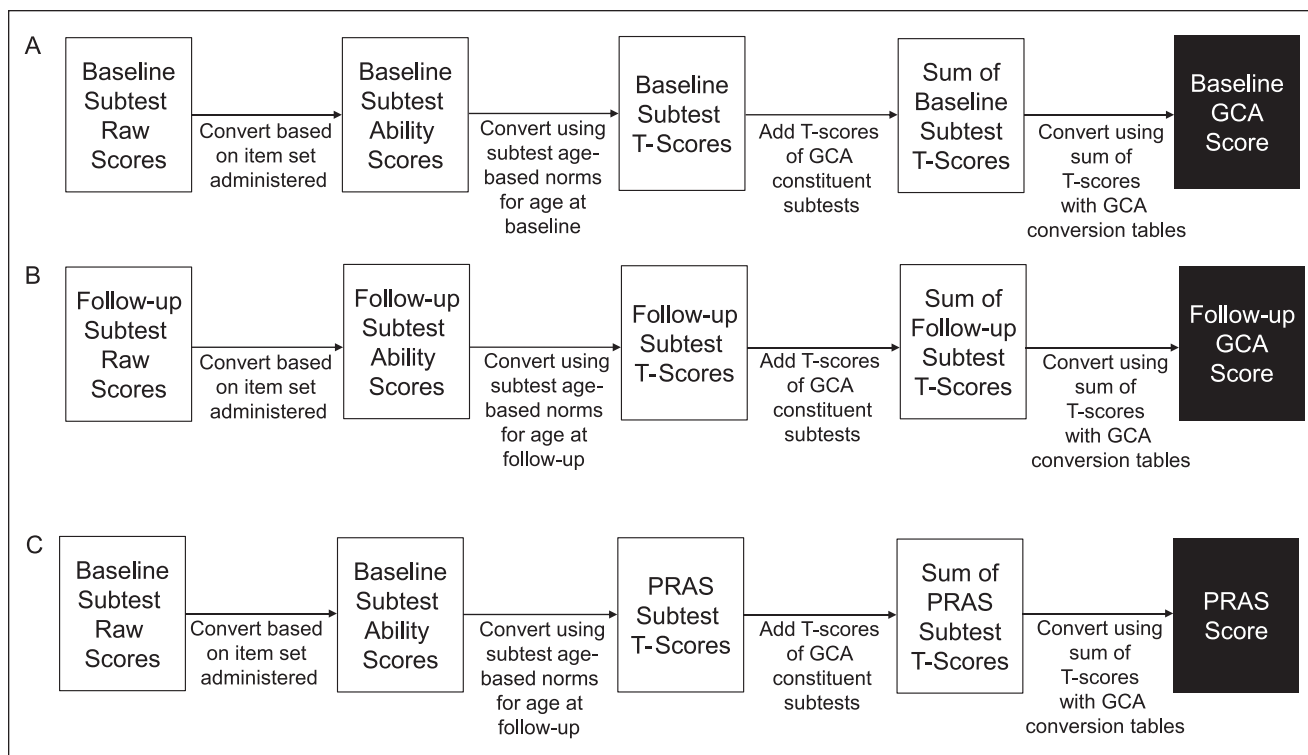 A
Baseline
Subtest
Raw
Scores
Convert based
on item set
administered
Baseline
Subtest
Ability
Scores
Convert using
subtest age-
based norms
for age at
baseline
Baseline
Subtest
T-Scores
Add T-scores
of GCA
constituent
subtests
Sum of
Baseline
Subtest
T-Scores
Convert using
sum of
T-scores
with GCA
conversion tables
Baseline
GCA
Score
B
Follow-up
Subtest
Raw
Scores
Convert based
on item set
administered
Follow-up
Subtest
Ability
Scores
Convert using
subtest age-
based norms
for age at
follow-up
Follow-up
Subtest
T-Scores
Add T-scores
of GCA
constituent
subtests
Sum of
Follow-up
Subtest
T-Scores
Convert using
sum of
T-scores
with GCA
conversion tables
Follow-up
GCA
Score
C
Baseline
Subtest
Raw
Scores
Convert based
on item set
administered
Baseline
Subtest
Ability
Scores
Convert using
subtest age-
based norms
for age at
follow-up
PRAS
Subtest
T-Scores
Add T-scores
of GCA
constituent
subtests
Sum of
PRAS
Subtest
T-Scores
Convert using
sum of
T-scores
with GCA
conversion tables
PRAS
Score